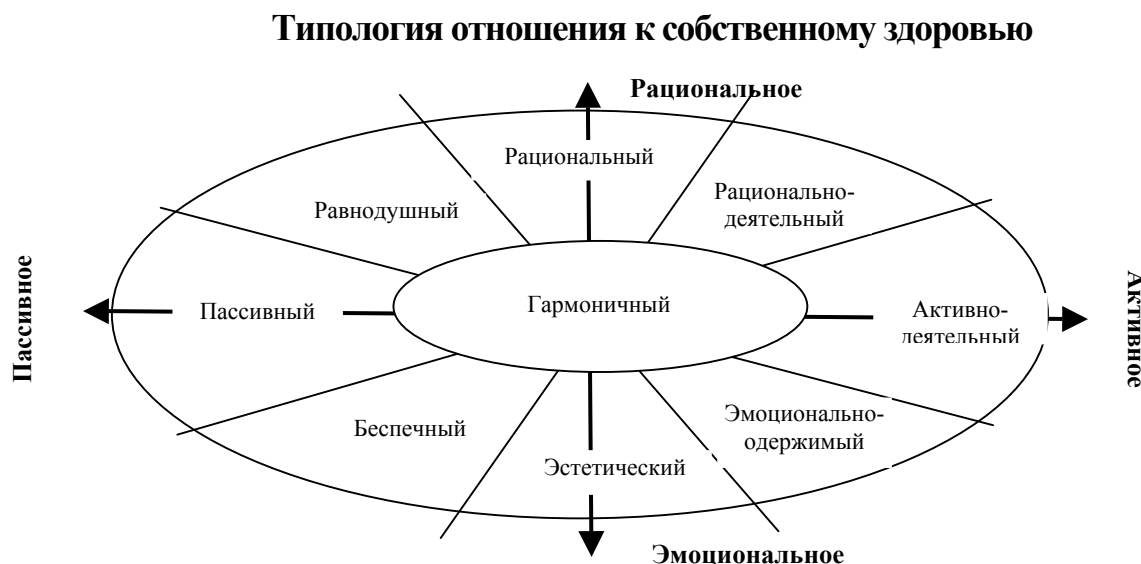 Типология отношения к собственному здоровью
Рациональное
Рациональный
Равнодушный
Рационально-
деятельный
Пассивное
Пассивный
Гармоничный
Активно-
деятельный
Активное
Беспечный
Эмоционально-
одержимый
Эстетический
Эмоциональное